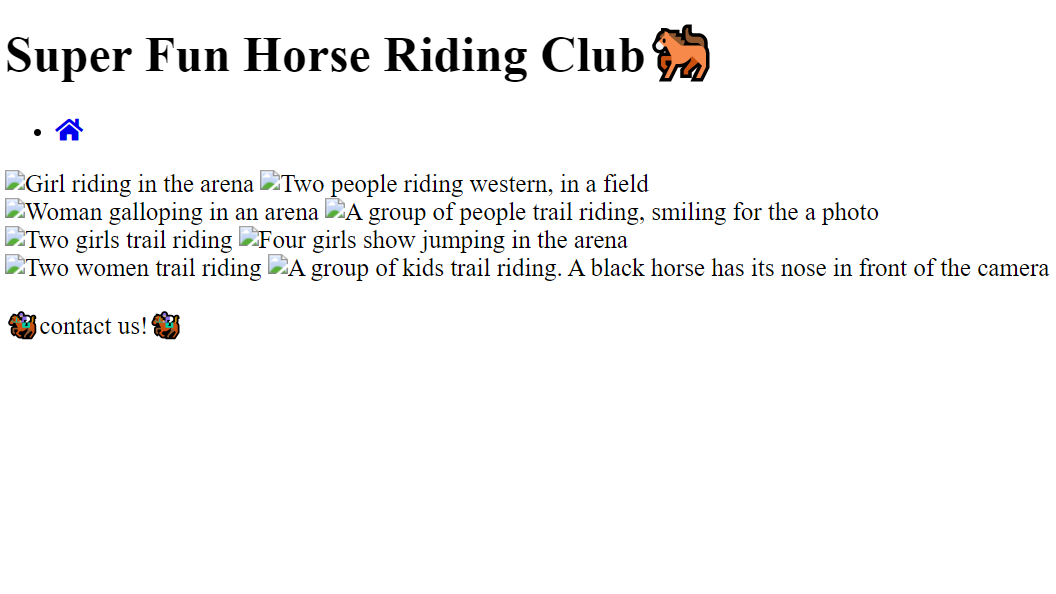 Super Fun Horse Riding Club🐎
Girl riding in the arena Two people riding western, in a field
Woman galloping in an arena A group of people trail riding, smiling for the a photo
Two girls trail riding Four girls show jumping in the arena
Two women trail riding A group of kids trail riding. A black horse has its nose in front of the camera
🏇contact us!🏇